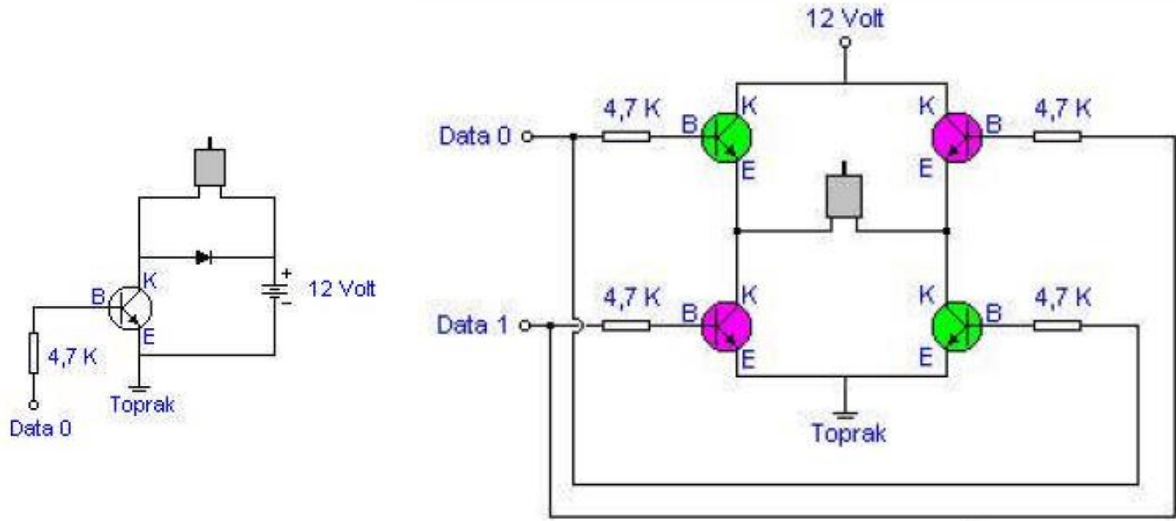 K
B
+
-
12 Volt
E
4,7 K
Toprak
Data 0
12 Volt
4,7 K
K
K
4,7 K
Data 0
B
B
E
E
4,7 K
K
K
4,7 K
Data 1
B
B
E
E
Toprak